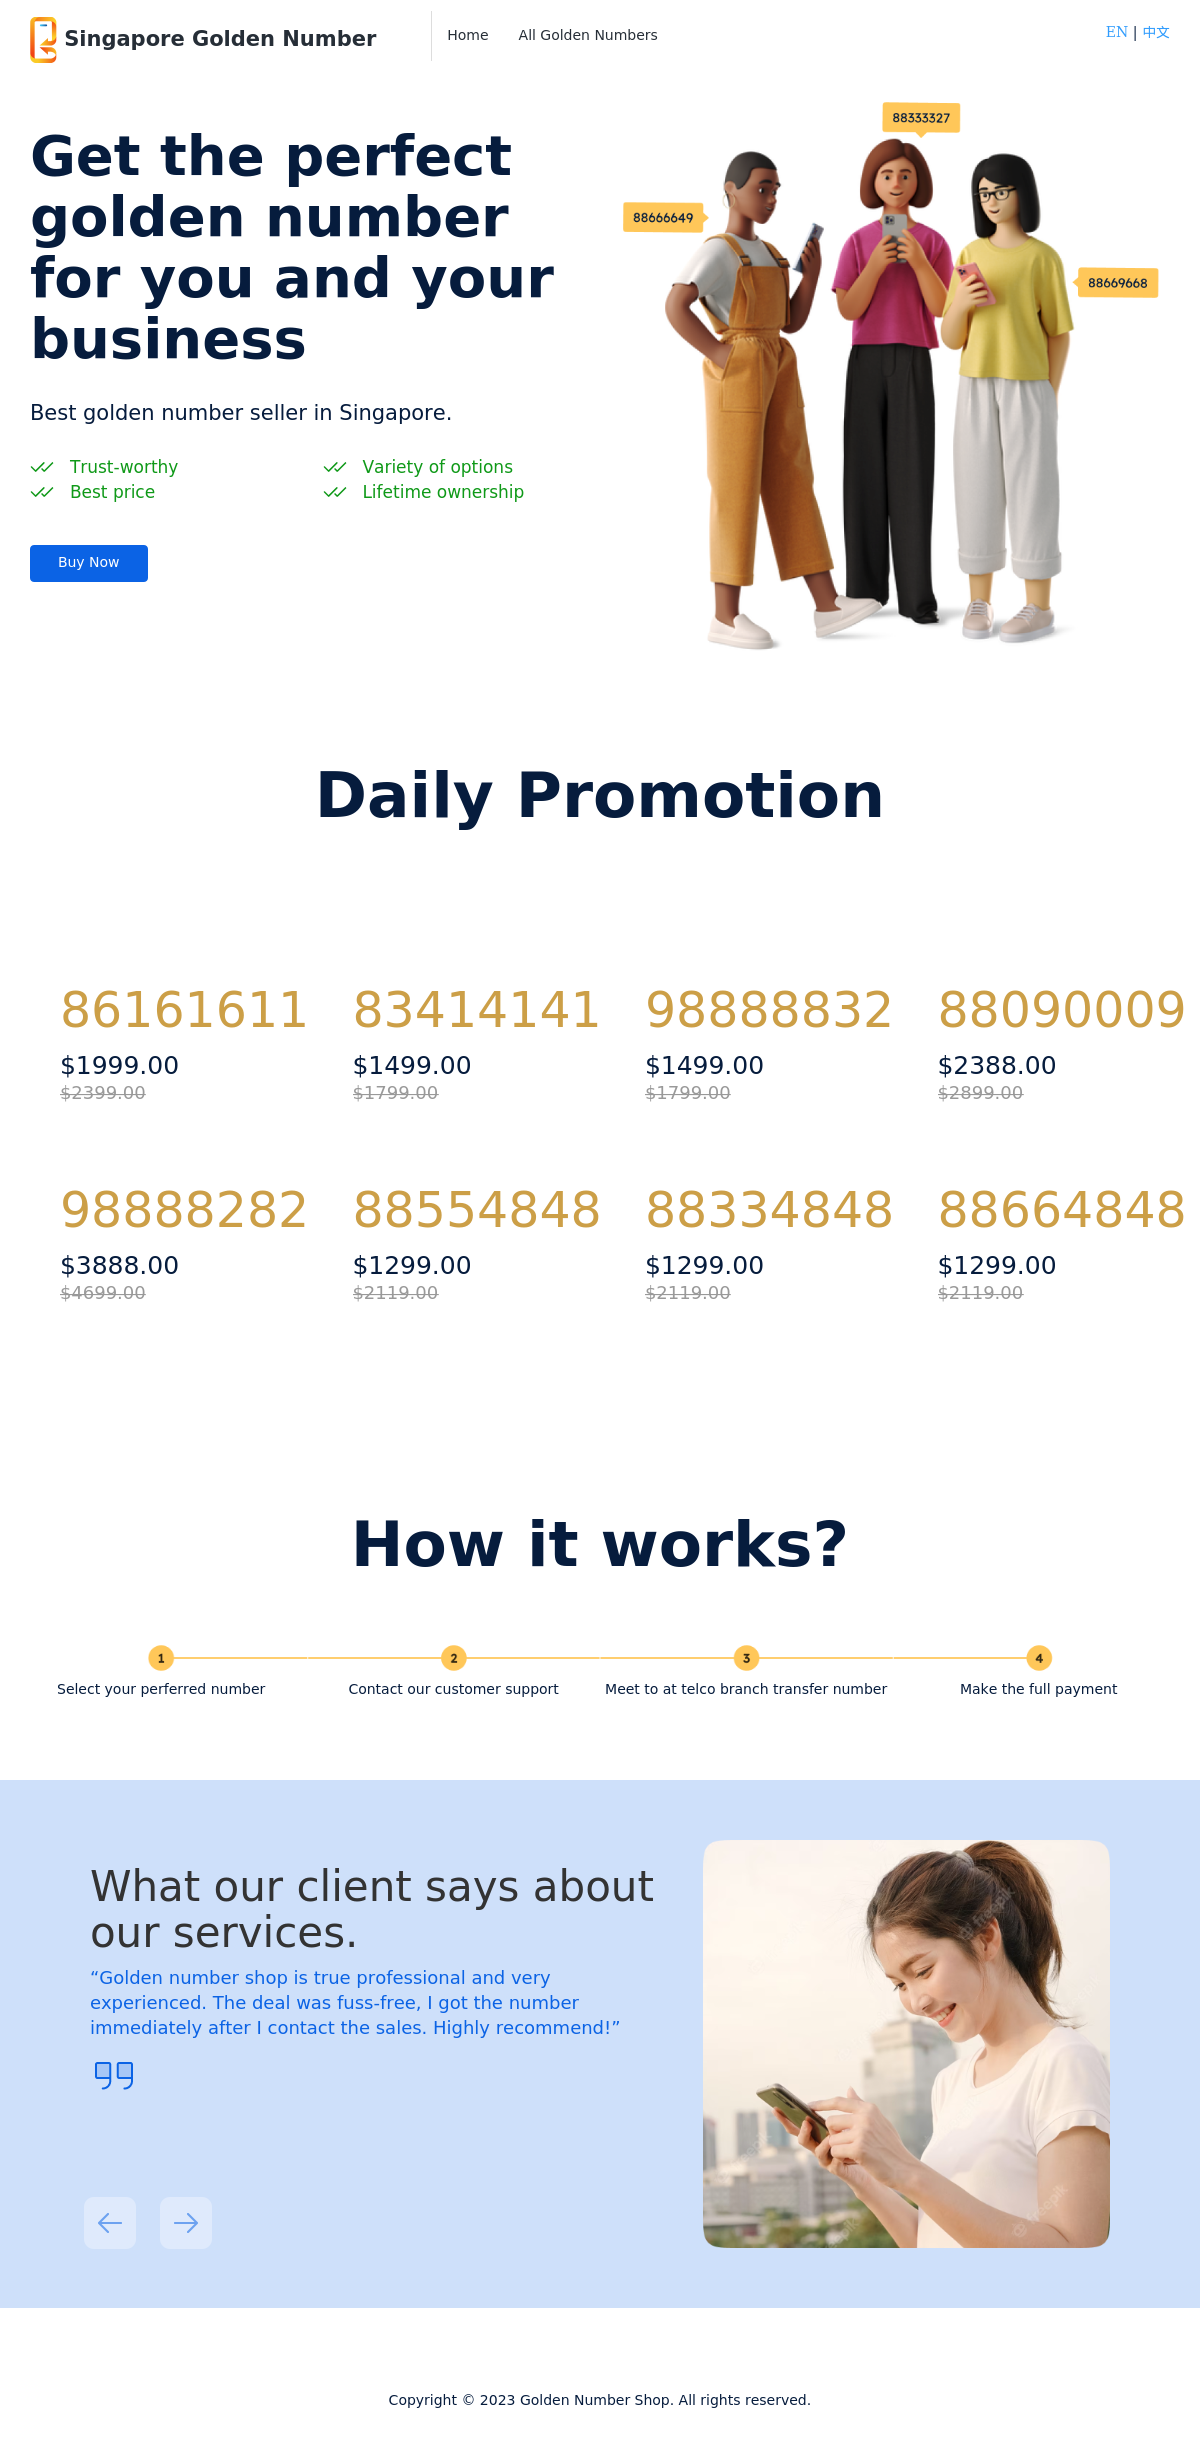 Singapore Golden Number
Home
All Golden Numbers
EN | 中文
Get the perfect
golden number
for you and your
business
88333327
88666649
88669668
Best golden number seller in Singapore.
Trust-worthy
Variety of options
Best price
Lifetime ownership
Buy Now
Daily Promotion
86161611
$1999.00
$2399.00
83414141
$1499.00
$1799.00
98888832
$1499.00
$1799.00
88090009
$2388.00
$2899.00
98888282
$3888.00
$4699.00
88554848
$1299.00
$2119.00
88334848
$1299.00
$2119.00
88664848
$1299.00
$2119.00
How it works?
1
Select your perferred number
2
Contact our customer support
3
Meet to at telco branch transfer number
4
Make the full payment
What our client says about
our services.
“Golden number shop is true professional and very
experienced. The deal was fuss-free, I got the number
immediately after I contact the sales. Highly recommend!”
freepik
freepik
Copyright © 2023 Golden Number Shop. All rights reserved.